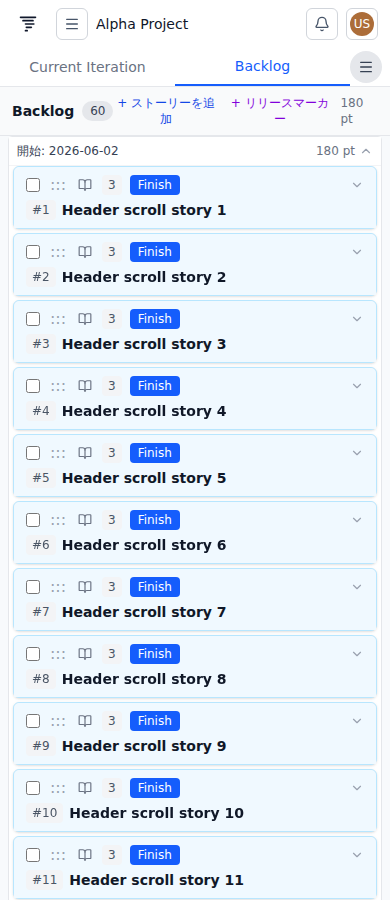 Alpha Project
US
Current Iteration
Backlog
Backlog 60
+ ストーリーを追
加
+ リリースマーカ
ー
180
pt
開始: 2026-06-02
180 pt
3 Finish
#1 Header scroll story 1
3 Finish
#2 Header scroll story 2
3 Finish
#3 Header scroll story 3
3 Finish
#4 Header scroll story 4
3 Finish
#5 Header scroll story 5
3 Finish
#6 Header scroll story 6
3 Finish
#7 Header scroll story 7
3 Finish
#8 Header scroll story 8
3 Finish
#9 Header scroll story 9
3 Finish
#10 Header scroll story 10
3 Finish
#11 Header scroll story 11